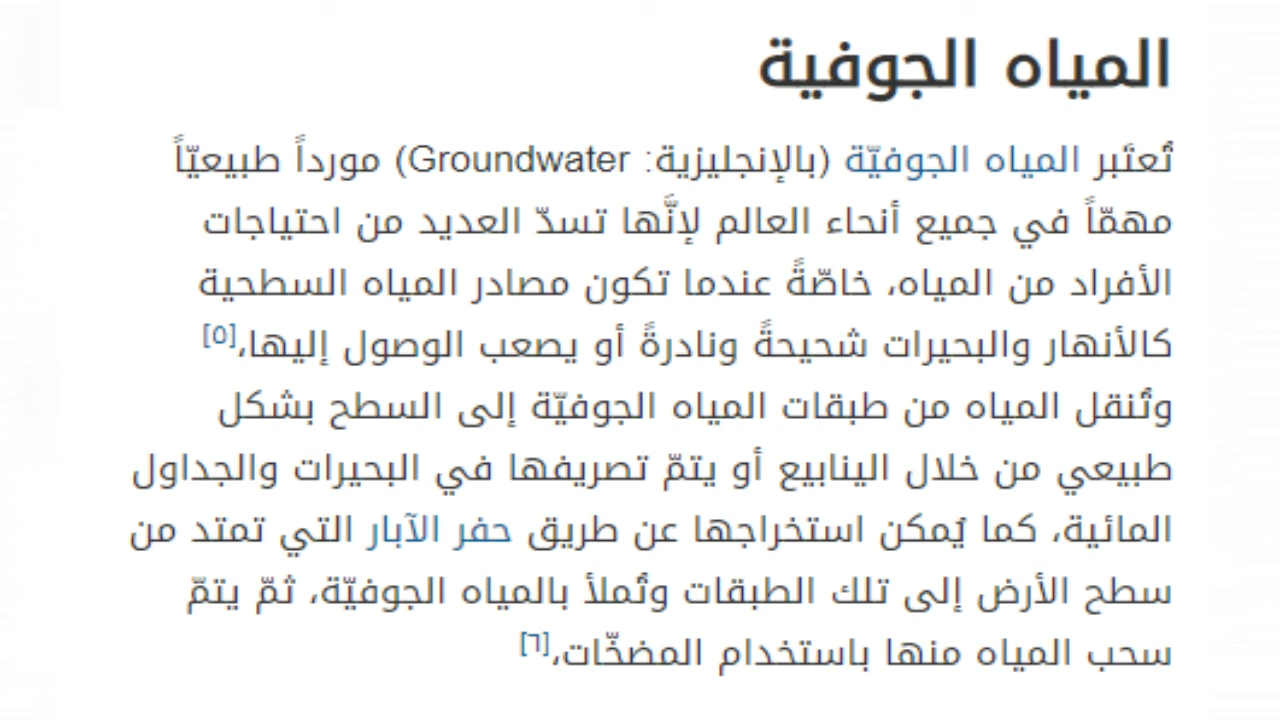 المياه الجوفية
تُعتَبر المياه الجوفيّة (بالإنجليزية: Groundwater) مورداً طبيعيّاً
مهمّاً في جميع أنحاء العالم لإنَّها تسدّ العديد من احتياجات
الأفراد من المياه، خاصّةً عندما تكون مصادر المياه السطحية
كالأنهار والبحيرات شحيحةً ونادرةً أو يصعب الوصول إليها،[٥]
وتُنقل المياه من طبقات المياه الجوفيّة إلى السطح بشكل
طبيعي من خلال الينابيع أو يتمّ تصريفها في البحيرات والجداول
المائية، كما يُمكن استخراجها عن طريق حفر الآبار التي تمتد من
سطح الأرض إلى تلك الطبقات وتُملأ بالمياه الجوفيّة، ثمّ يتمّ
سحب المياه منها باستخدام المضخّات،[٦]